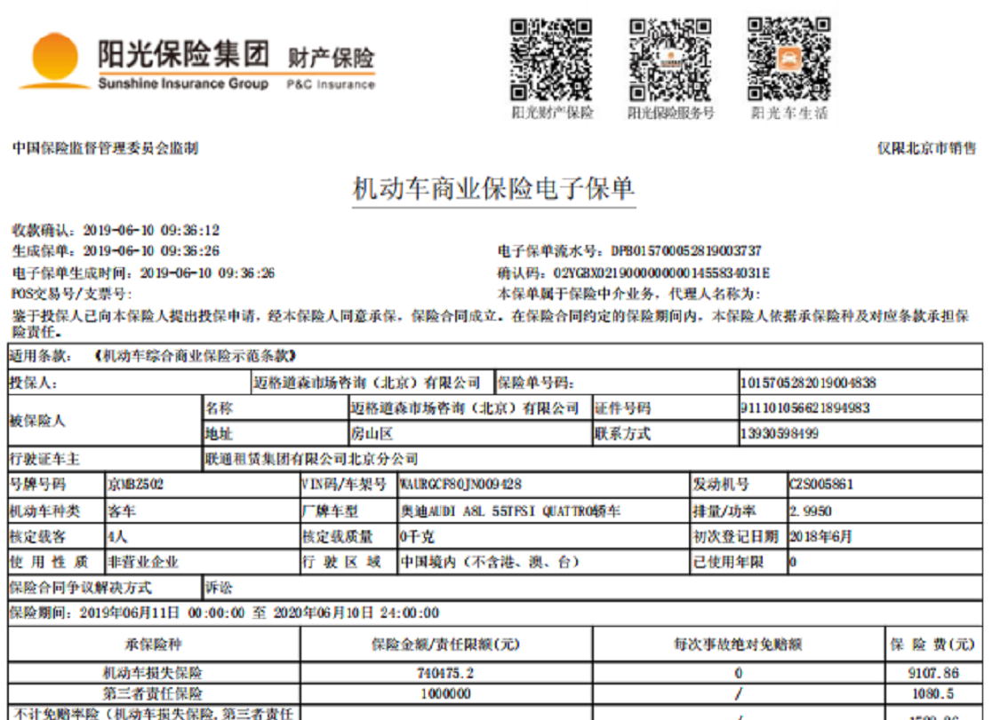 阳光保险集团 财产保险
Sunshine Insurance Group P&C Insurance
阳光财产保险 阳光保险服务号 阳光车生活
中国保险监督管理委员会监制 仅限北京市销售
机动车商业保险电子保单
收款确认：2019-06-10 09:36:12
生成保单：2019-06-10 09:36:26 电子保单流水号：DPB0157000528190037​37
电子保单生成时间：2019-06-10 09:36:26 确认码：02YGBX0219000000001455834031E
POS交易号/支票号： 本保单属于保险中介业务，代理人名称为：
鉴于投保人已向本保险人提出投保申请，经本保险人同意承保，保险合同成立。在保险合同约定的保险期间内，本保险人依据承保险种及对应条款承担保
险责任。
适用条款： 《机动车综合商业保险示范条款》
投保人： 迈格道森市场咨询（北京）有限公司 保险单号码： 1015705282019004838
被保险人 名称 迈格道森市场咨询（北京）有限公司 证件号码 911101056621894983
地址 房山区 联系方式 13930598499
行驶证车主 联通租赁集团有限公司北京分公司
号牌号码 京MBZ502 VIN码/车架号 WAURGCF80JN009428 发动机号 CZS005861
机动车种类 客车 厂牌车型 奥迪AUDI A8L 55TFSI QUATTRO轿车 排量/功率 2.9950
核定载客 4人 核定载质量 0千克 初次登记日期 2018年6月
使用性质 非营业企业 行驶区域 中国境内（不含港、澳、台） 已使用年限 0
保险合同争议解决方式 诉讼
保险期间：2019年06月11日 00:00:00 至 2020年06月10日 24:00:00
承保险种 保险金额/责任限额(元) 每次事故绝对免赔额 保 险 费(元)
机动车损失保险 740475.2 0 9107.86
第三者责任保险 1000000 / 1080.5
不计免赔率险（机动车损失保险,第三者责任 /